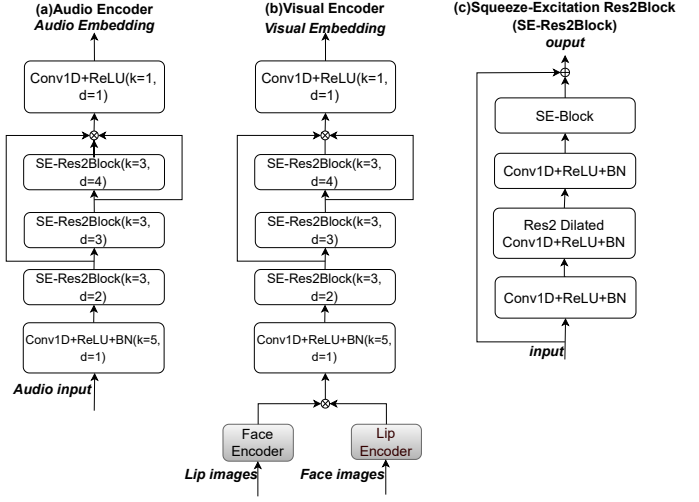 (a)Audio Encoder
Audio Embedding
Conv1D+ReLU(k=1,
d=1)
SE-Res2Block(k=3,
d=4)
SE-Res2Block(k=3,
d=3)
SE-Res2Block(k=3,
d=2)
Conv1D+ReLU+BN(k=5,
d=1)
Audio input
(b)Visual Encoder
Visual Embedding
Conv1D+ReLU(k=1,
d=1)
SE-Res2Block(k=3,
d=4)
SE-Res2Block(k=3,
d=3)
SE-Res2Block(k=3,
d=2)
Conv1D+ReLU+BN(k=5,
d=1)
Face
Encoder
Lip
Encoder
Lip images
Face images
(c)Squeeze-Excitation Res2Block
(SE-Res2Block)
ouput
SE-Block
Conv1D+ReLU+BN
Res2 Dilated
Conv1D+ReLU+BN
Conv1D+ReLU+BN
input